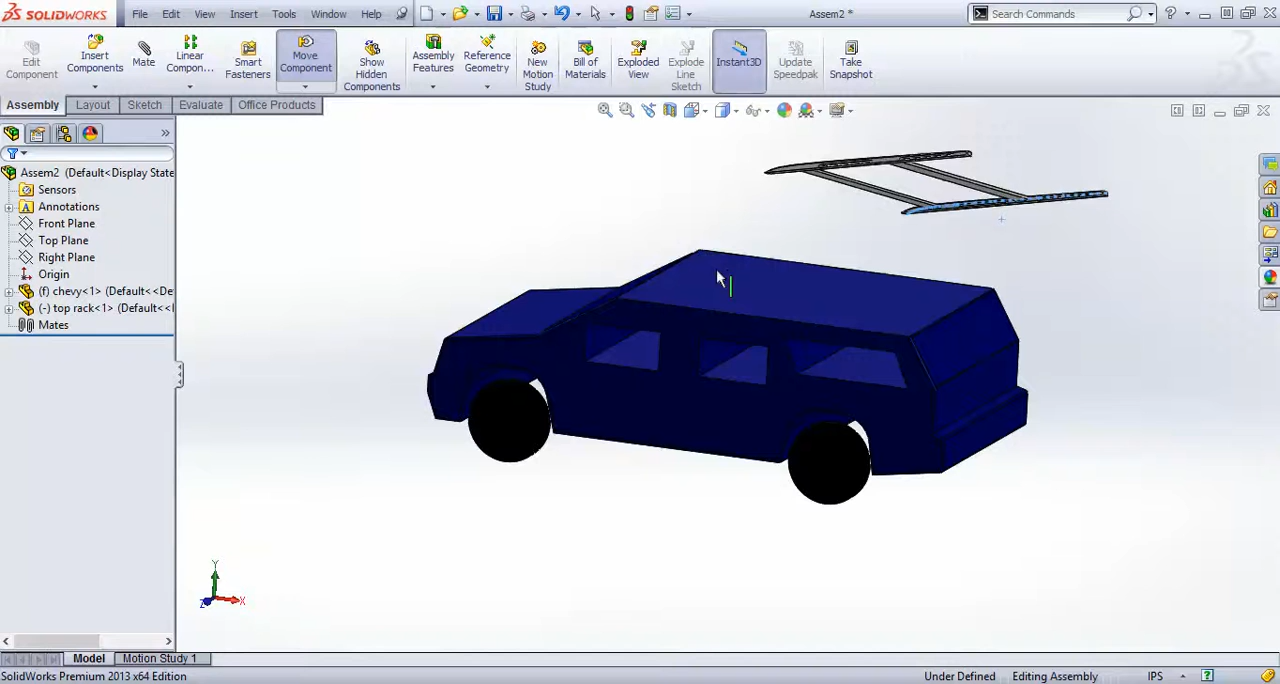 SOLIDWORKS File Edit View Insert Tools Window Help Assem2 * Search Commands
Edit Component
Insert Components
Mate
Linear Compon...
Smart Fasteners
Move Component
Show Hidden Components
Assembly Features
Reference Geometry
New Motion Study
Bill of Materials
Exploded View
Explode Line Sketch
Instant3D
Update Speedpak
Take Snapshot
Assembly Layout Sketch Evaluate Office Products
Assem2 (Default<Display State
Sensors
Annotations
Front Plane
Top Plane
Right Plane
Origin
(f) chevy<1> (Default<<De
(-) top rack<1> (Default<<
Mates
Y
Z X
Model Motion Study 1
SolidWorks Premium 2013 x64 Edition Under Defined Editing Assembly IPS